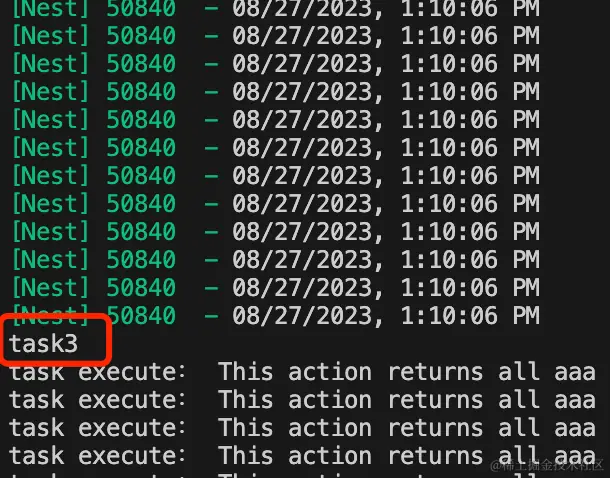 [Nest] 50840  - 08/27/2023, 1:10:06 PM
[Nest] 50840  - 08/27/2023, 1:10:06 PM
[Nest] 50840  - 08/27/2023, 1:10:06 PM
[Nest] 50840  - 08/27/2023, 1:10:06 PM
[Nest] 50840  - 08/27/2023, 1:10:06 PM
[Nest] 50840  - 08/27/2023, 1:10:06 PM
[Nest] 50840  - 08/27/2023, 1:10:06 PM
[Nest] 50840  - 08/27/2023, 1:10:06 PM
[Nest] 50840  - 08/27/2023, 1:10:06 PM
[Nest] 50840  - 08/27/2023, 1:10:06 PM
[Nest] 50840  - 08/27/2023, 1:10:06 PM
[Nest] 50840  - 08/27/2023, 1:10:06 PM
task3
task execute： This action returns all aaa
task execute： This action returns all aaa
task execute： This action returns all aaa
task execute： This action returns all aaa
@稀土掘金技术社区